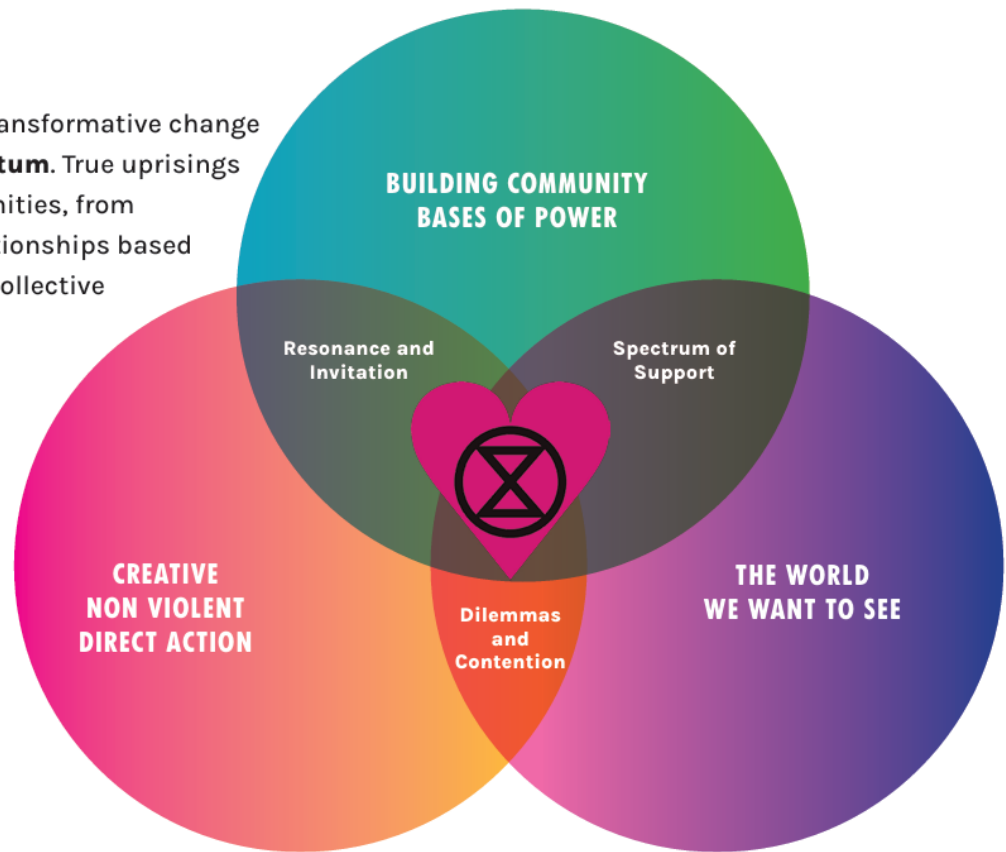 ansformative change
tum. True uprisings
nities, from
tionships based
ollective
BUILDING COMMUNITY
BASES OF POWER
Resonance and
Invitation
Spectrum of
Support
CREATIVE
NON VIOLENT
DIRECT ACTION
THE WORLD
WE WANT TO SEE
Dilemmas
and
Contention